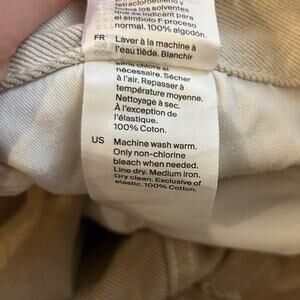 tetracloroetileno y
todos los solventes
que se indican para
el símbolo F proceso
normal. 100% algodón.
FR Laver à la machine à
l'eau tiède. Blanchir
sans chlore si
nécessaire. Sécher
à l'air. Repasser à
température moyenne.
Nettoyage à sec.
À l'exception de
l'élastique.
100% Coton.
US Machine wash warm.
Only non-chlorine
bleach when needed.
Line dry. Medium iron.
Dry clean. Exclusive of
elastic. 100% Cotton.